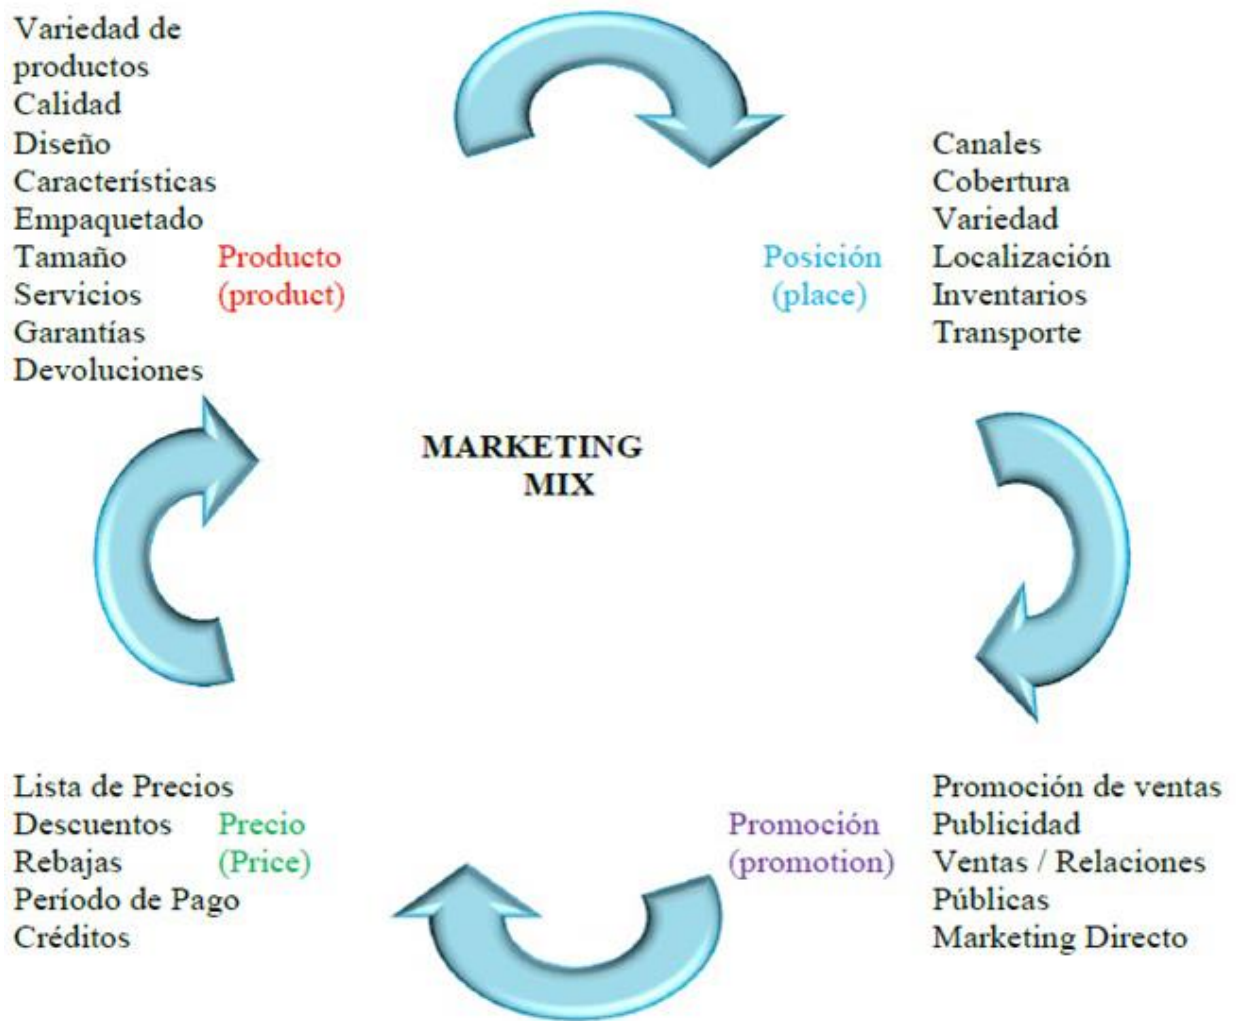 Variedad de
productos
Calidad
Diseño
Características
Empaquetado
Tamaño
Servicios
Garantías
Devoluciones
Producto
(product)
Posición
(place)
Canales
Cobertura
Variedad
Localización
Inventarios
Transporte
MARKETING
MIX
Lista de Precios
Descuentos
Rebajas
Período de Pago
Créditos
Precio
(Price)
Promoción
(promotion)
Promoción de ventas
Publicidad
Ventas / Relaciones
Públicas
Marketing Directo